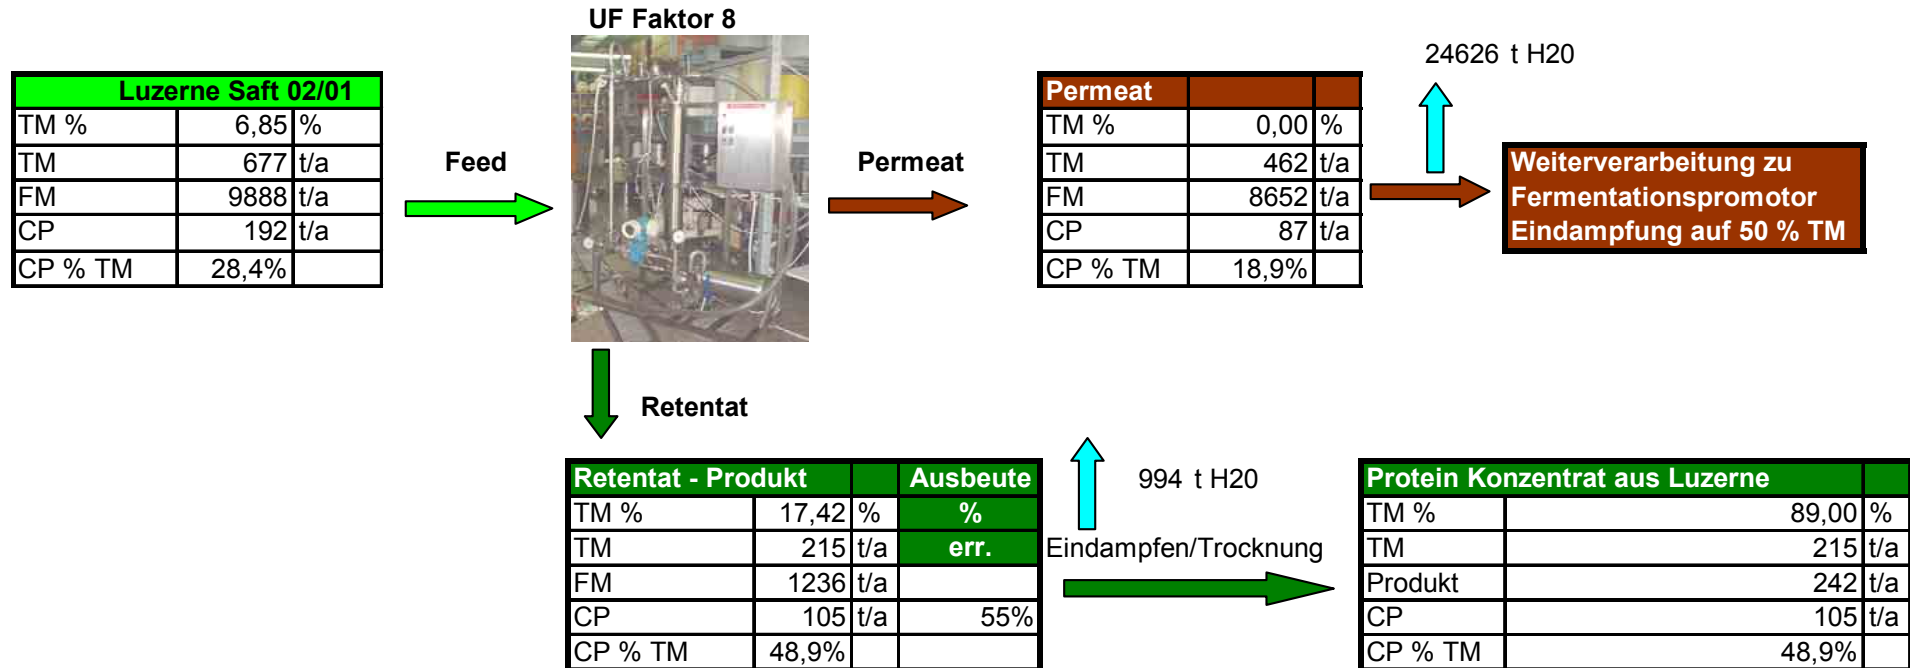 UF Faktor 8
24626 t H20
Luzerne Saft 02/01
TM % 6,85 %
TM 677 t/a
FM 9888 t/a
CP 192 t/a
CP % TM 28,4%
Feed
Permeat
Permeat
TM % 0,00 %
TM 462 t/a
FM 8652 t/a
CP 87 t/a
CP % TM 18,9%
Weiterverarbeitung zu
Fermentationspromotor
Eindampfung auf 50 % TM
Retentat
Retentat - Produkt Ausbeute
TM % 17,42 % %
TM 215 t/a err.
FM 1236 t/a
CP 105 t/a 55%
CP % TM 48,9%
994 t H20
Eindampfen/Trocknung
Protein Konzentrat aus Luzerne
TM % 89,00 %
TM 215 t/a
Produkt 242 t/a
CP 105 t/a
CP % TM 48,9%